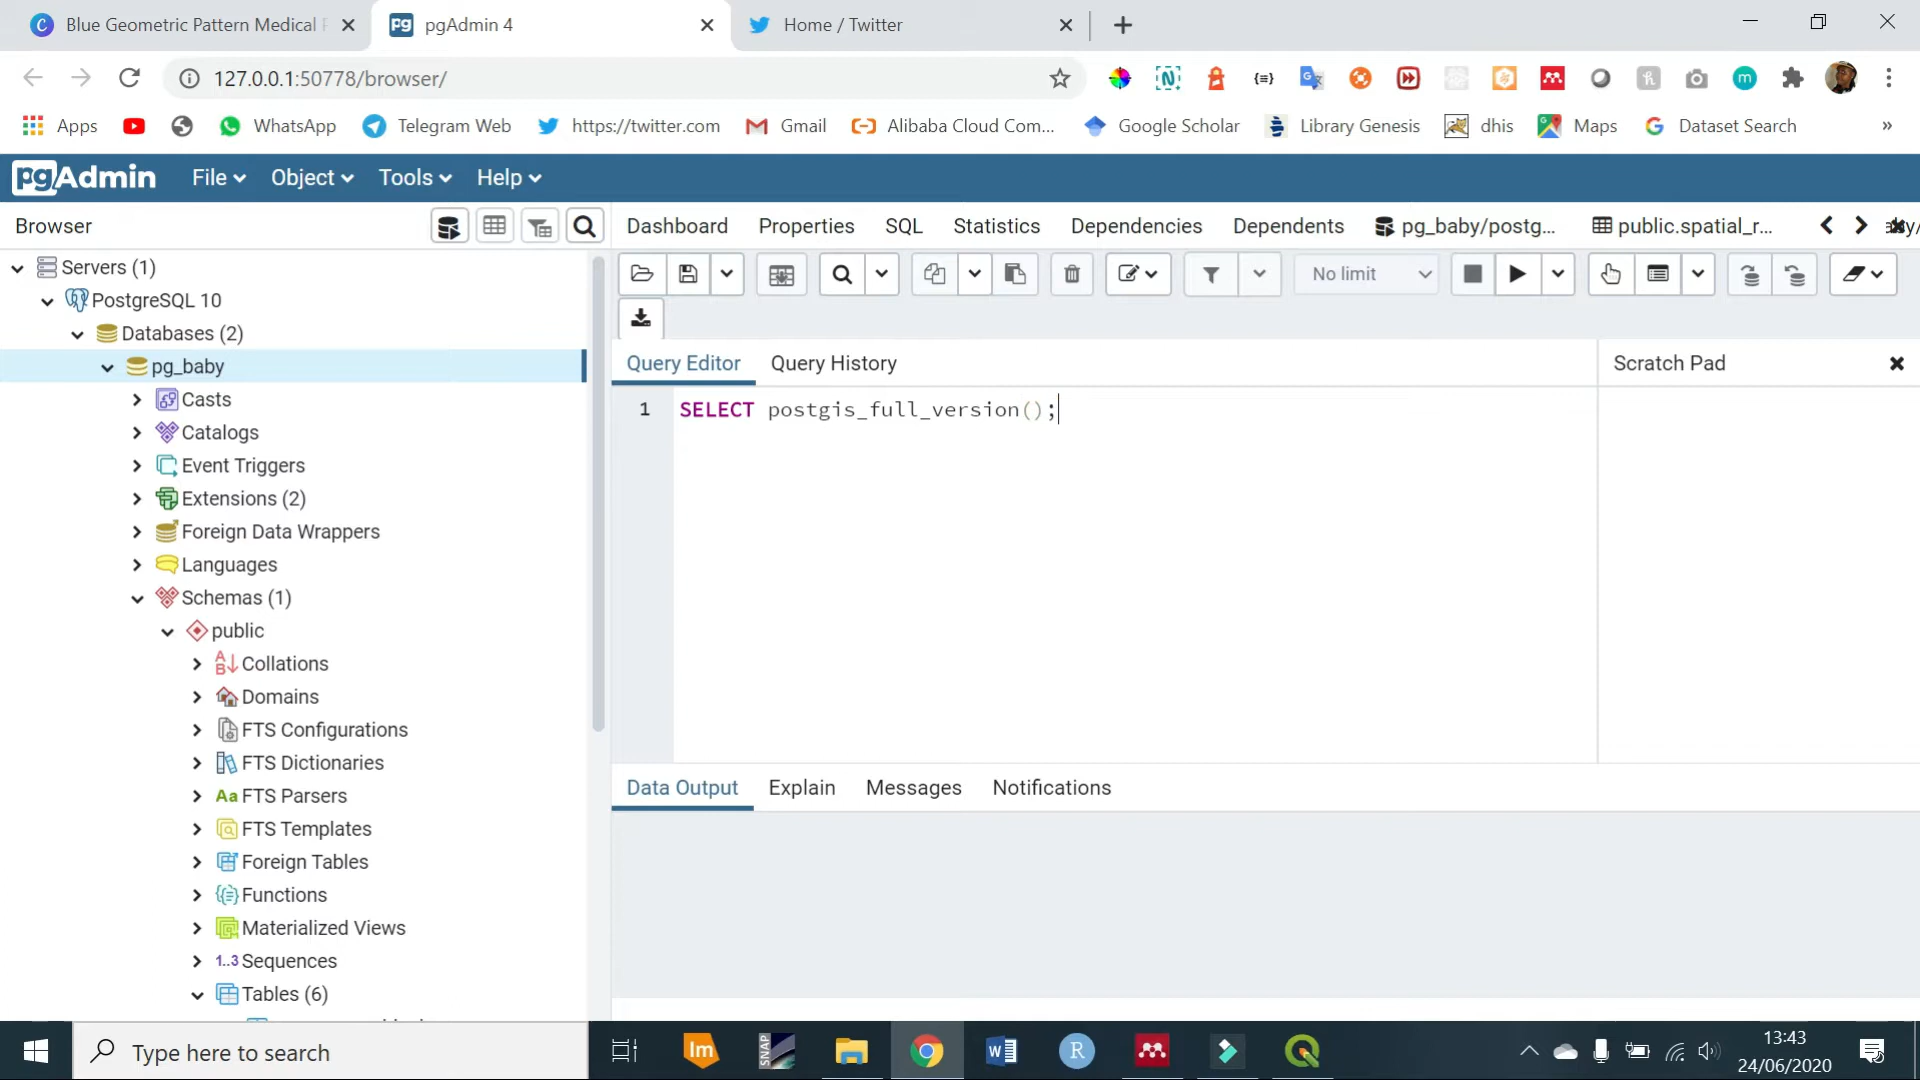 Blue Geometric Pattern Medical
pgAdmin 4
Home / Twitter
127.0.0.1:50778/browser/
Apps
WhatsApp
Telegram Web
https://twitter.com
Gmail
Alibaba Cloud Com...
Google Scholar
Library Genesis
dhis
Maps
Dataset Search
»
pgAdmin
File
Object
Tools
Help
Browser
Dashboard
Properties
SQL
Statistics
Dependencies
Dependents
pg_baby/postg...
public.spatial_r...
Servers (1)
PostgreSQL 10
Databases (2)
pg_baby
Casts
Catalogs
Event Triggers
Extensions (2)
Foreign Data Wrappers
Languages
Schemas (1)
public
Collations
Domains
FTS Configurations
FTS Dictionaries
Aa FTS Parsers
FTS Templates
Foreign Tables
Functions
Materialized Views
1..3 Sequences
Tables (6)
No limit
Query Editor
Query History
Scratch Pad
1 SELECT postgis_full_version();
Data Output
Explain
Messages
Notifications
Type here to search
Im
SNAP
W
R
13:43
24/06/2020